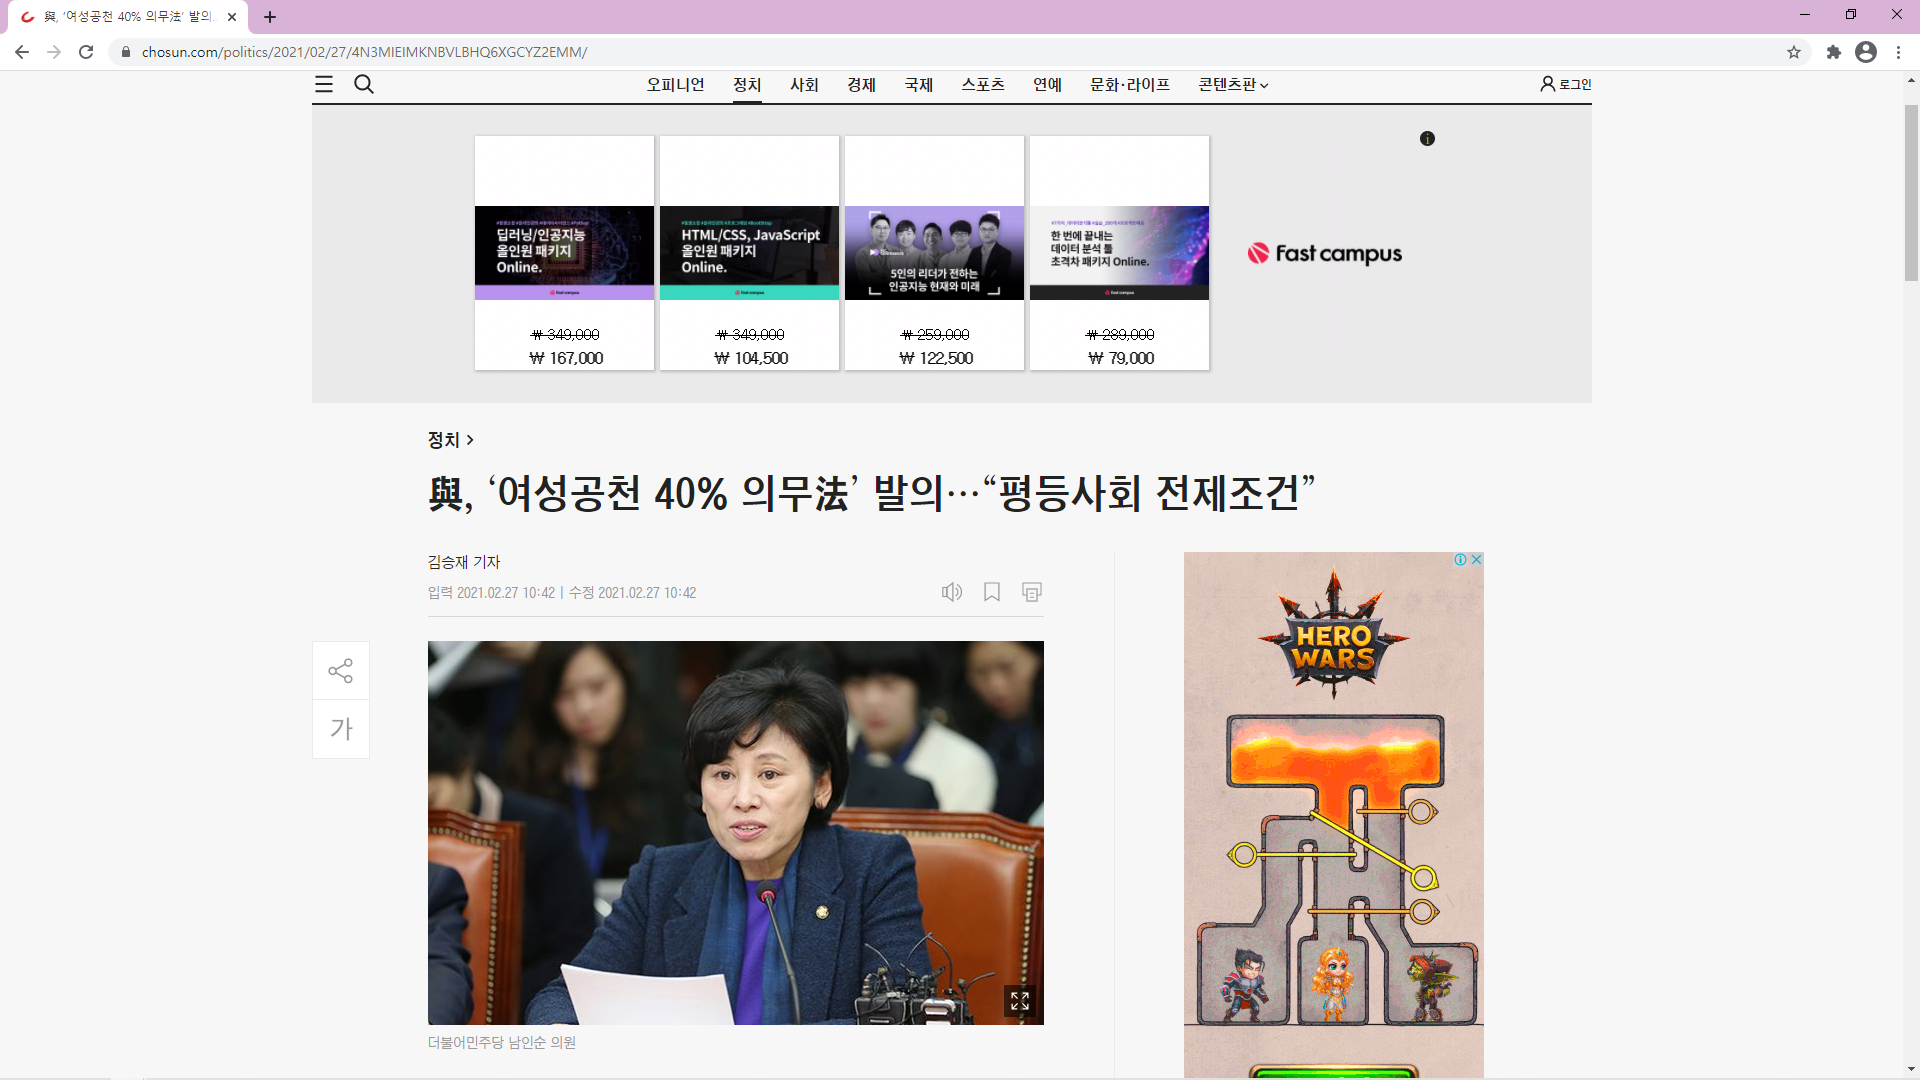 與, ‘여성공천 40% 의무法’ 발의...
chosun.com/politics/2021/02/27/4N3MIEIMKNBVLBHQ6XGCYZ2EMM/
오피니언 정치 사회 경제 국제 스포츠 연예 문화·라이프 콘텐츠판
로그인
딥러닝/인공지능
올인원 패키지
Online.
Fast campus
₩ 349,000
₩ 167,000
HTML/CSS, JavaScript
올인원 패키지
Online.
Fast campus
₩ 349,000
₩ 104,500
5인의 리더가 전하는
인공지능 현재와 미래
₩ 259,000
₩ 122,500
한 번에 끝내는
데이터 분석 툴
초격차 패키지 Online.
Fast campus
₩ 289,000
₩ 79,000
Fast campus
정치
與, ‘여성공천 40% 의무法’ 발의…“평등사회 전제조건”
김승재 기자
입력 2021.02.27 10:42 | 수정 2021.02.27 10:42
가
더불어민주당 남인순 의원
HERO
WARS